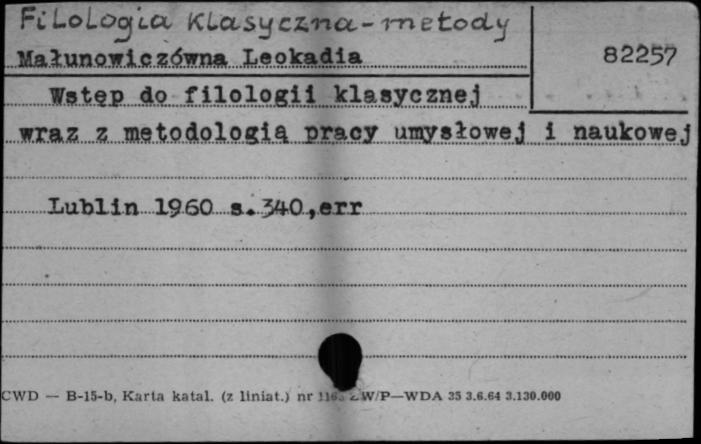 Filologia klasyczna - metody
Małunowiczówna Leokadia
82257
Wstęp do filologii klasycznej
wraz z metodologią pracy umysłowej i naukowej
Lublin 1960 s. 340, err
CWD — B-15-b, Karta katal. (z liniat.) nr ZW/P—WDA 35 3.6.64 3.130.000